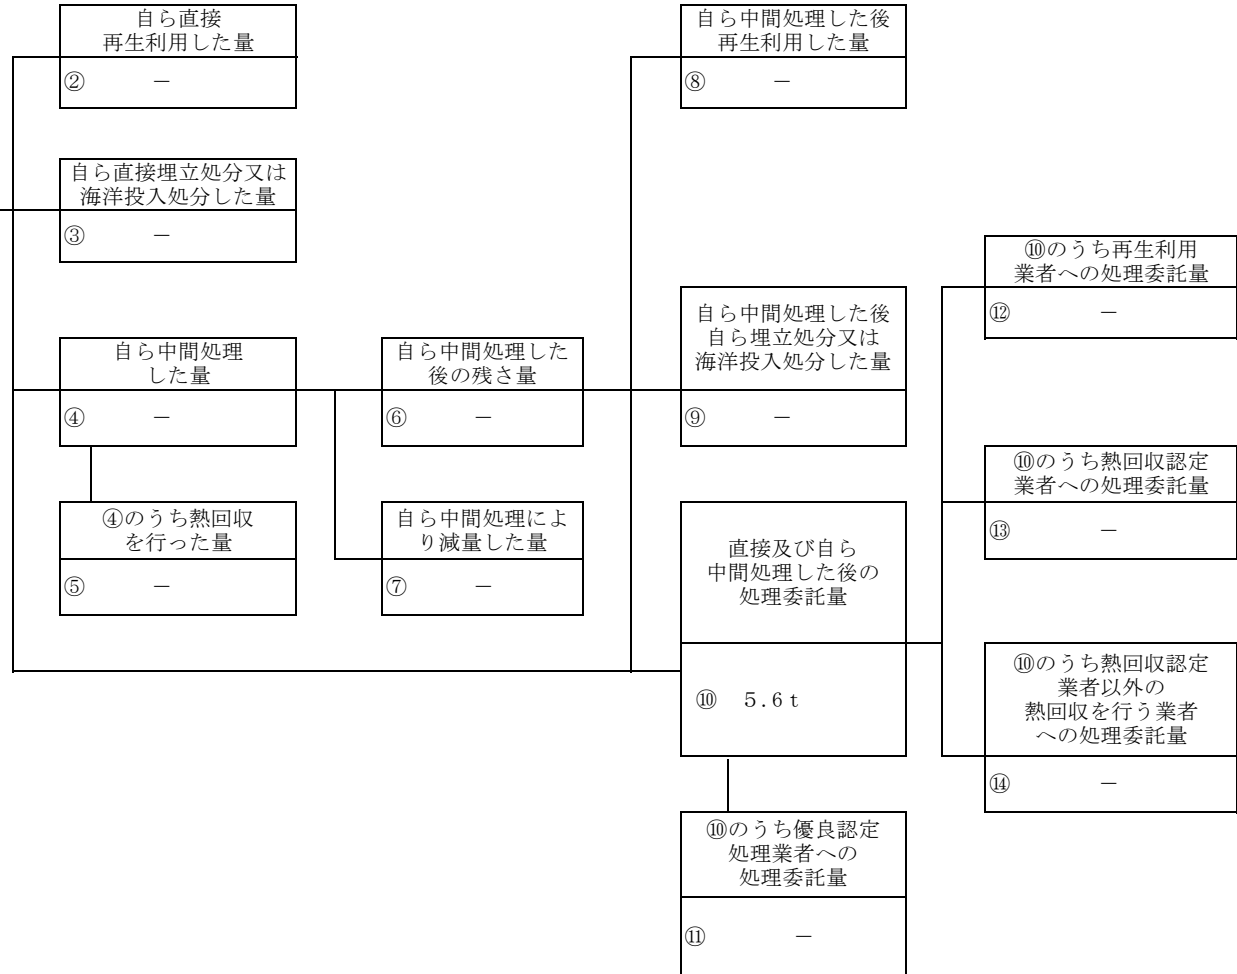 自ら直接
再生利用した量
② －
自ら直接埋立処分又は
海洋投入処分した量
③ －
自ら中間処理
した量
④ －
④のうち熱回収
を行った量
⑤ －
自ら中間処理した
後の残さ量
⑥ －
自ら中間処理によ
り減量した量
⑦ －
自ら中間処理した後
再生利用した量
⑧ －
自ら中間処理した後
自ら埋立処分又は
海洋投入処分した量
⑨ －
直接及び自ら
中間処理した後の
処理委託量
⑩ ５.６ｔ
⑩のうち優良認定
処理業者への
処理委託量
⑪ －
⑩のうち再生利用
業者への処理委託量
⑫ －
⑩のうち熱回収認定
業者への処理委託量
⑬ －
⑩のうち熱回収認定
業者以外の
熱回収を行う業者
への処理委託量
⑭ －